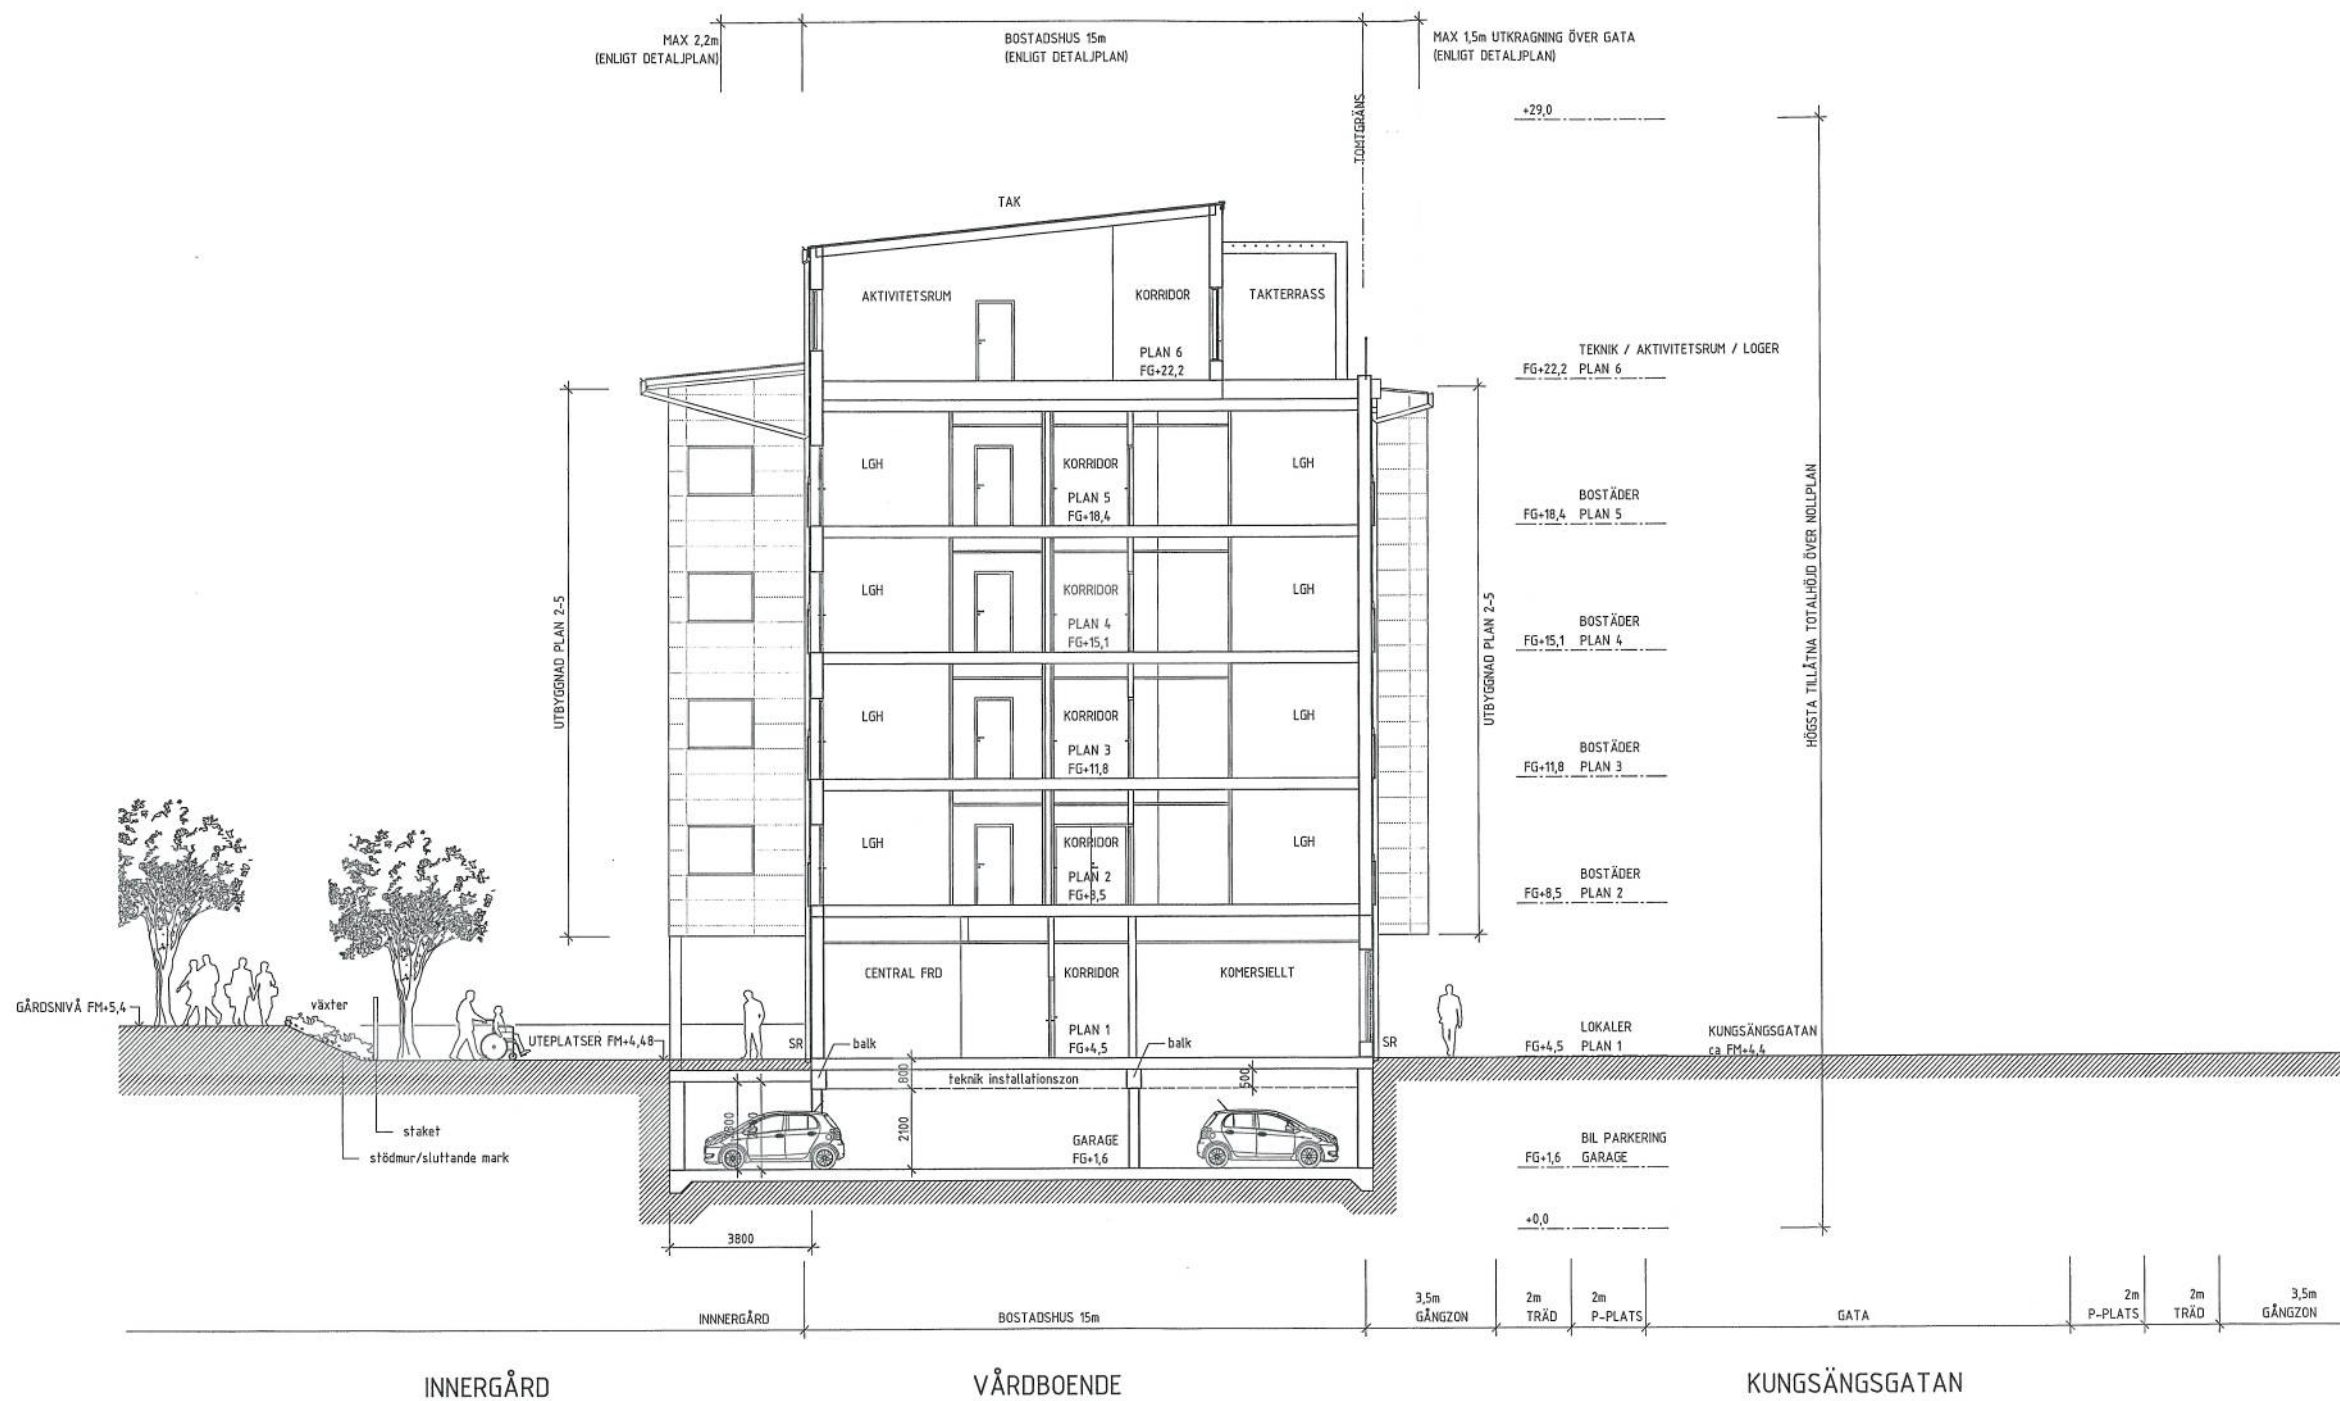 MAX 2,2m
(ENLIGT DETALJPLAN)
BOSTADSHUS 15m
(ENLIGT DETALJPLAN)
MAX 1,5m UTKRAGNING ÖVER GATA
(ENLIGT DETALJPLAN)
TOMTGRÄNS
+29,0
TAK
AKTIVITETSRUM
KORRIDOR
TAKTERRASS
PLAN 6
FG+22,2
TEKNIK / AKTIVITETSRUM / LOGER
FG+22,2 PLAN 6
LGH
KORRIDOR
LGH
PLAN 5
FG+18,4
BOSTÄDER
FG+18,4 PLAN 5
HÖGSTA TILLÅTNA TOTALHÖJD ÖVER NOLLPLAN
UTBYGGNAD PLAN 2-5
UTBYGGNAD PLAN 2-5
LGH
KORRIDOR
LGH
PLAN 4
FG+15,1
BOSTÄDER
FG+15,1 PLAN 4
LGH
KORRIDOR
LGH
PLAN 3
FG+11,8
BOSTÄDER
FG+11,8 PLAN 3
LGH
KORRIDOR
LGH
PLAN 2
FG+8,5
BOSTÄDER
FG+8,5 PLAN 2
CENTRAL FRD
KORRIDOR
KOMERSIELLT
GÅRDSNIVÅ FM+5,4
växter
UTEPLATSER FM+4,48
SR
balk
PLAN 1
FG+4,5
balk
SR
LOKALER
FG+4,5 PLAN 1
KUNGSÄNGSGATAN
ca FM+4,4
800
teknik installationszon
500
2100
staket
stödmur/sluttande mark
GARAGE
FG+1,6
BIL PARKERING
FG+1,6 GARAGE
+0,0
3800
INNNERGÅRD
BOSTADSHUS 15m
3,5m
GÅNGZON
2m
TRÄD
2m
P-PLATS
GATA
2m
P-PLATS
2m
TRÄD
3,5m
GÅNGZON
INNERGÅRD
VÅRDBOENDE
KUNGSÄNGSGATAN